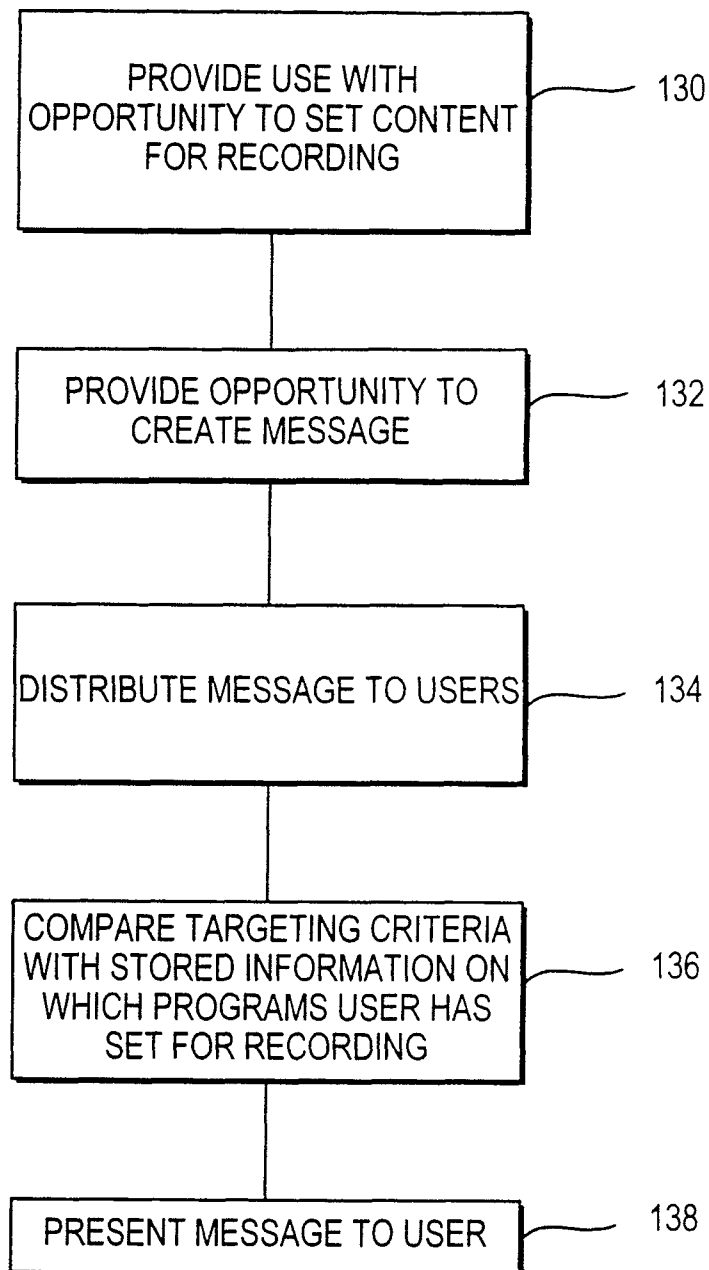 PROVIDE USE WITH
OPPORTUNITY TO SET CONTENT
FOR RECORDING
130
PROVIDE OPPORTUNITY TO
CREATE MESSAGE
132
DISTRIBUTE MESSAGE TO USERS
134
COMPARE TARGETING CRITERIA
WITH STORED INFORMATION ON
WHICH PROGRAMS USER HAS
SET FOR RECORDING
136
PRESENT MESSAGE TO USER
138